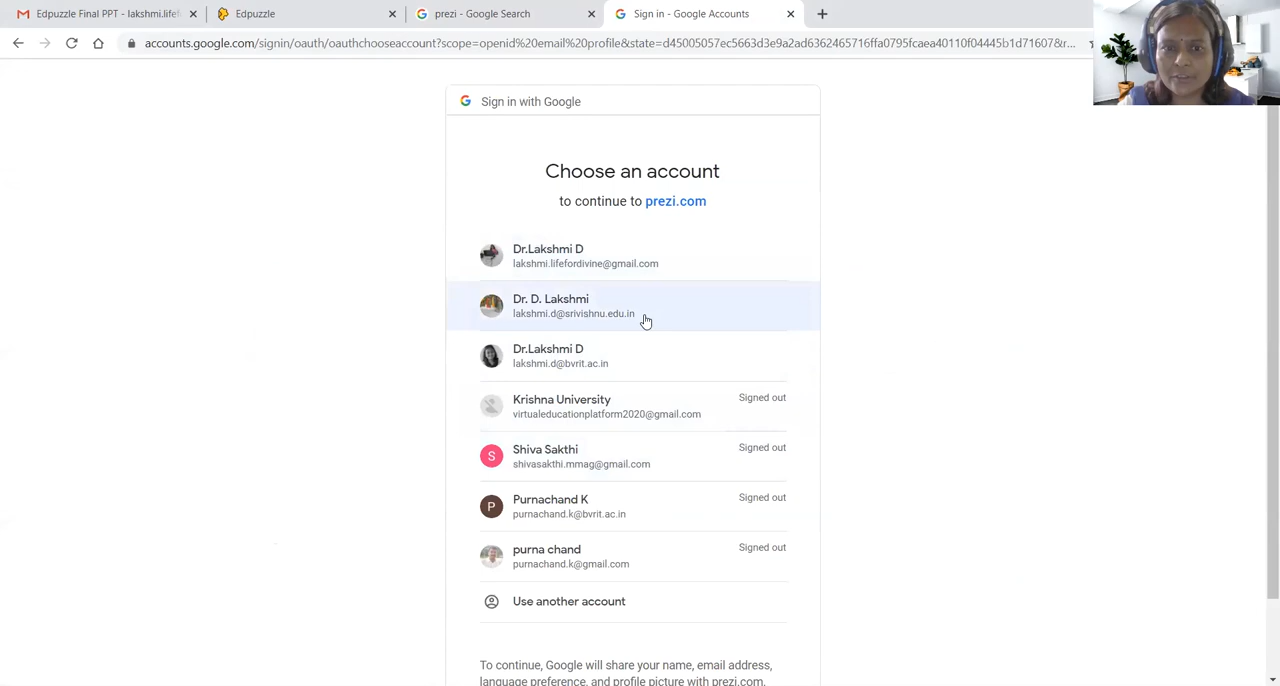 Edpuzzle Final PPT - lakshmi.lifef
Edpuzzle
prezi - Google Search
Sign in - Google Accounts
accounts.google.com/signin/oauth/oauthchooseaccount?scope=openid%20email%20profile&state=d45005057ec5663d3e9a2ad6362465716ffa0795fcaea40110f04445b1d71607&r...
Sign in with Google
Choose an account
to continue to prezi.com
Dr.Lakshmi D
lakshmi.lifefordivine@gmail.com
Dr. D. Lakshmi
lakshmi.d@srivishnu.edu.in
Dr.Lakshmi D
lakshmi.d@bvrit.ac.in
Krishna University Signed out
virtualeducationplatform2020@gmail.com
S
Shiva Sakthi Signed out
shivasakthi.mmag@gmail.com
P
Purnachand K Signed out
purnachand.k@bvrit.ac.in
purna chand Signed out
purnachand.k@gmail.com
Use another account
To continue, Google will share your name, email address,
language preference, and profile picture with prezi.com.